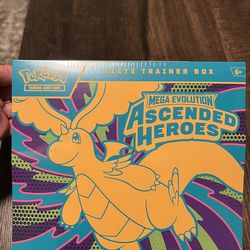 Pokémon
TRADING CARD GAME
ELITE TRAINER BOX
6+
MEGA EVOLUTION
ASCENDED
HEROES